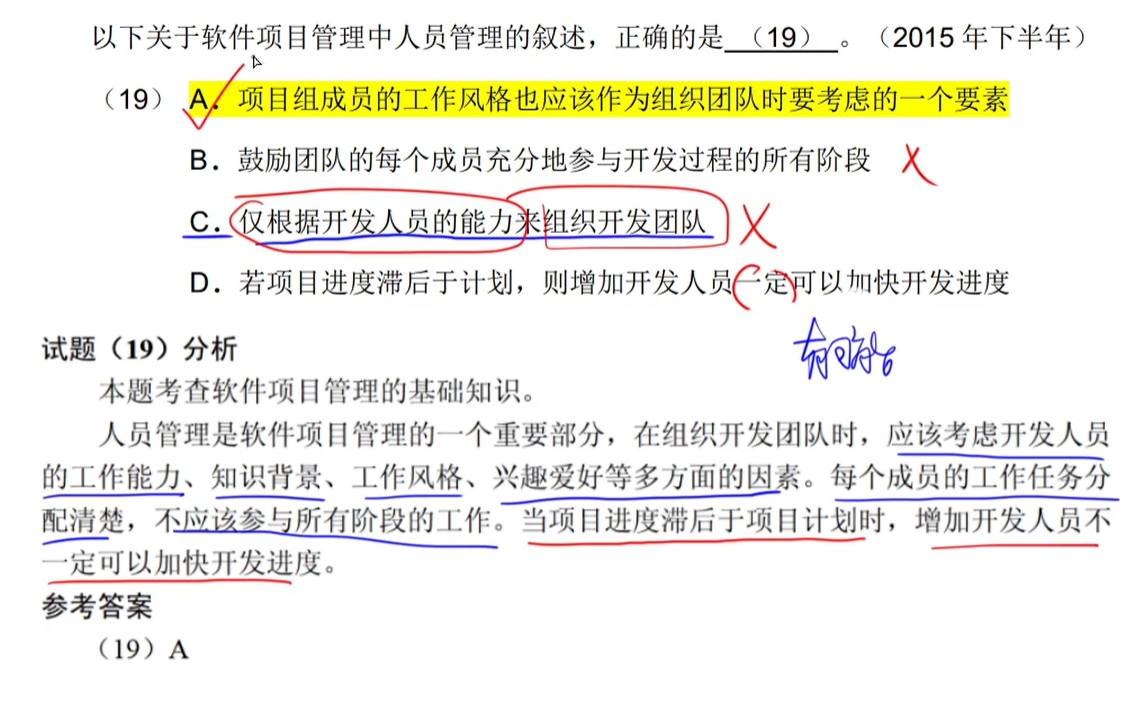 以下关于软件项目管理中人员管理的叙述，正确的是 （19） 。（2015 年下半年）
（19） A．项目组成员的工作风格也应该作为组织团队时要考虑的一个要素
B．鼓励团队的每个成员充分地参与开发过程的所有阶段
C．仅根据开发人员的能力来组织开发团队
D．若项目进度滞后于计划，则增加开发人员一定可以加快开发进度
试题（19）分析
本题考查软件项目管理的基础知识。
人员管理是软件项目管理的一个重要部分，在组织开发团队时，应该考虑开发人员
的工作能力、知识背景、工作风格、兴趣爱好等多方面的因素。每个成员的工作任务分
配清楚，不应该参与所有阶段的工作。当项目进度滞后于项目计划时，增加开发人员不
一定可以加快开发进度。
参考答案
（19）A